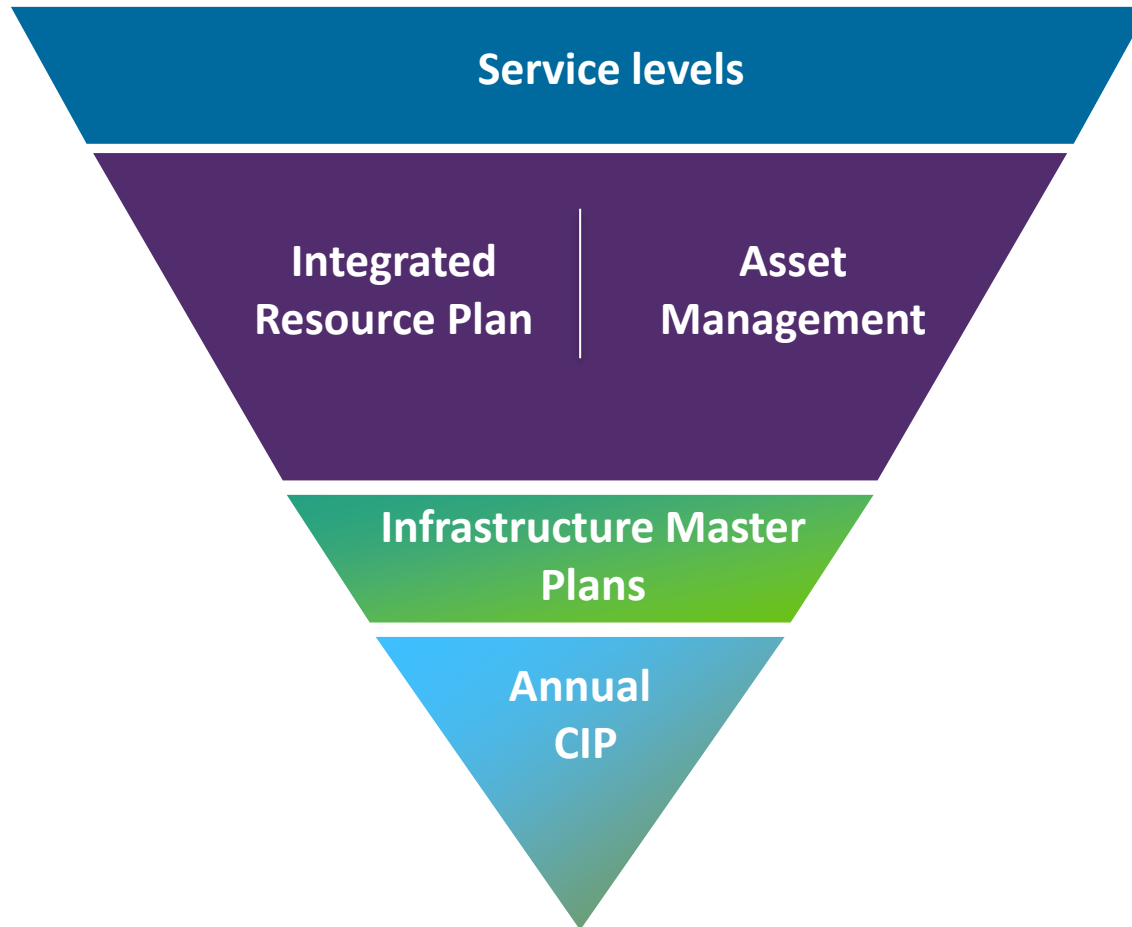 Service levels
Integrated
Resource Plan
Asset
Management
Infrastructure Master
Plans
Annual
CIP